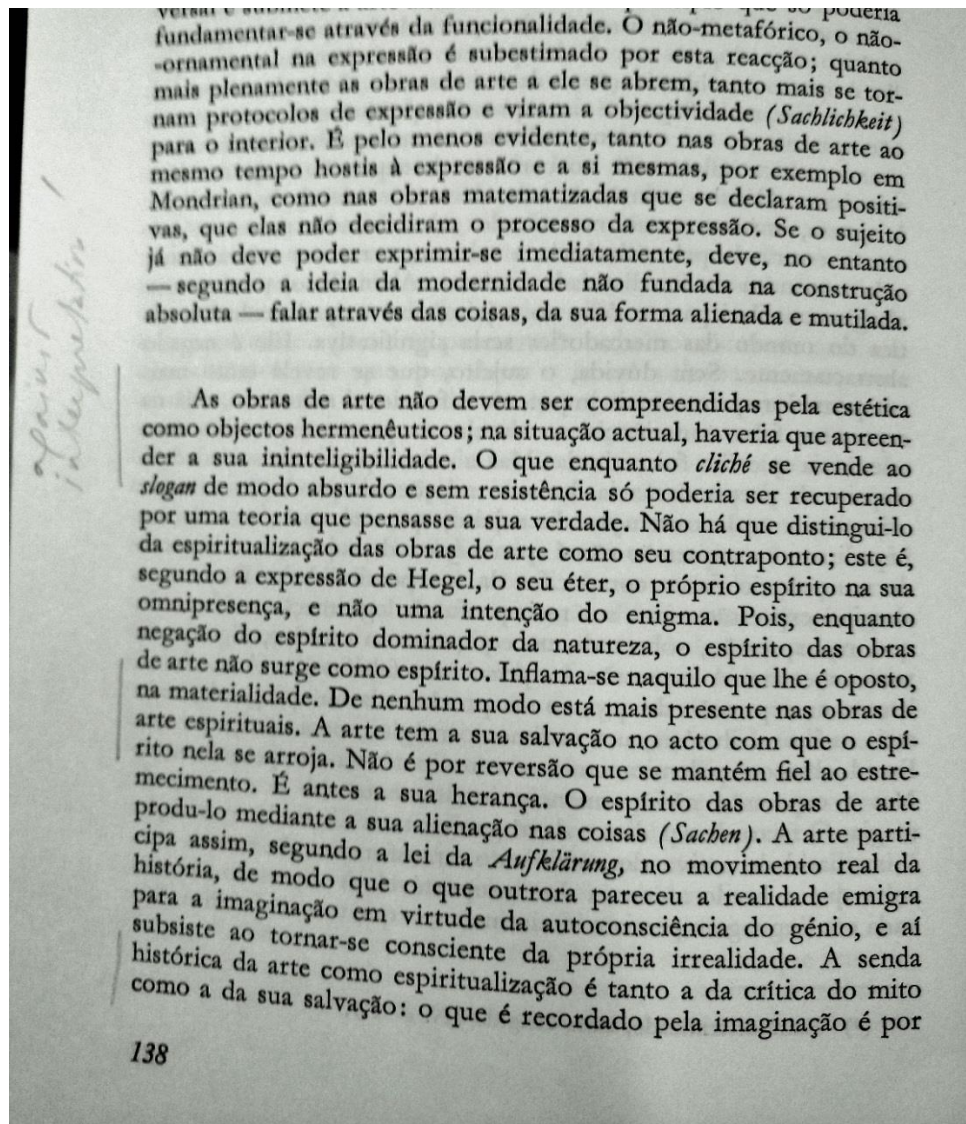 fundamentar-se através da funcionalidade. O não-metafórico, o não-
-ornamental na expressão é subestimado por esta reacção; quanto
mais plenamente as obras de arte a ele se abrem, tanto mais se tor-
nam protocolos de expressão e viram a objectividade (Sachlichkeit)
para o interior. É pelo menos evidente, tanto nas obras de arte ao
mesmo tempo hostis à expressão e a si mesmas, por exemplo em
Mondrian, como nas obras matematizadas que se declaram positi-
vas, que elas não decidiram o processo da expressão. Se o sujeito
já não deve poder exprimir-se imediatamente, deve, no entanto
— segundo a ideia da modernidade não fundada na construção
absoluta — falar através das coisas, da sua forma alienada e mutilada.
As obras de arte não devem ser compreendidas pela estética
como objectos hermenêuticos; na situação actual, haveria que apreen-
der a sua ininteligibilidade. O que enquanto cliché se vende ao
slogan de modo absurdo e sem resistência só poderia ser recuperado
por uma teoria que pensasse a sua verdade. Não há que distingui-lo
da espiritualização das obras de arte como seu contraponto; este é,
segundo a expressão de Hegel, o seu éter, o próprio espírito na sua
omnipresença, e não uma intenção do enigma. Pois, enquanto
negação do espírito dominador da natureza, o espírito das obras
de arte não surge como espírito. Inflama-se naquilo que lhe é oposto,
na materialidade. De nenhum modo está mais presente nas obras de
arte espirituais. A arte tem a sua salvação no acto com que o espí-
rito nela se arroja. Não é por reversão que se mantém fiel ao estre-
mecimento. É antes a sua herança. O espírito das obras de arte
produ-lo mediante a sua alienação nas coisas (Sachen). A arte parti-
cipa assim, segundo a lei da Aufklärung, no movimento real da
história, de modo que o que outrora pareceu a realidade emigra
para a imaginação em virtude da autoconsciência do génio, e aí
subsiste ao tornar-se consciente da própria irrealidade. A senda
histórica da arte como espiritualização é tanto a da crítica do mito
como a da sua salvação: o que é recordado pela imaginação é por
138